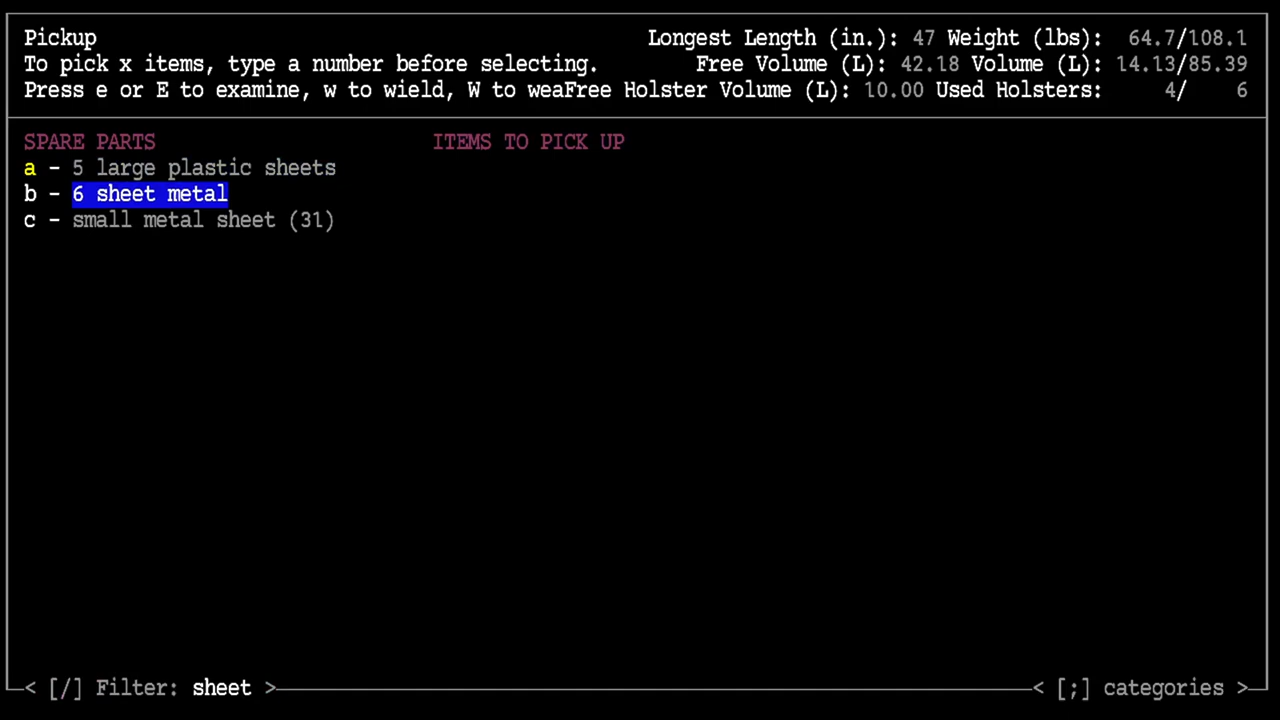 Pickup Longest Length (in.): 47 Weight (lbs): 64.7/108.1
To pick x items, type a number before selecting. Free Volume (L): 42.18 Volume (L): 14.13/85.39
Press e or E to examine, w to wield, W to weaFree Holster Volume (L): 10.00 Used Holsters: 4/ 6
SPARE PARTS ITEMS TO PICK UP
a - 5 large plastic sheets
b - 6 sheet metal
c - small metal sheet (31)
< [/] Filter: sheet > < [;] categories >